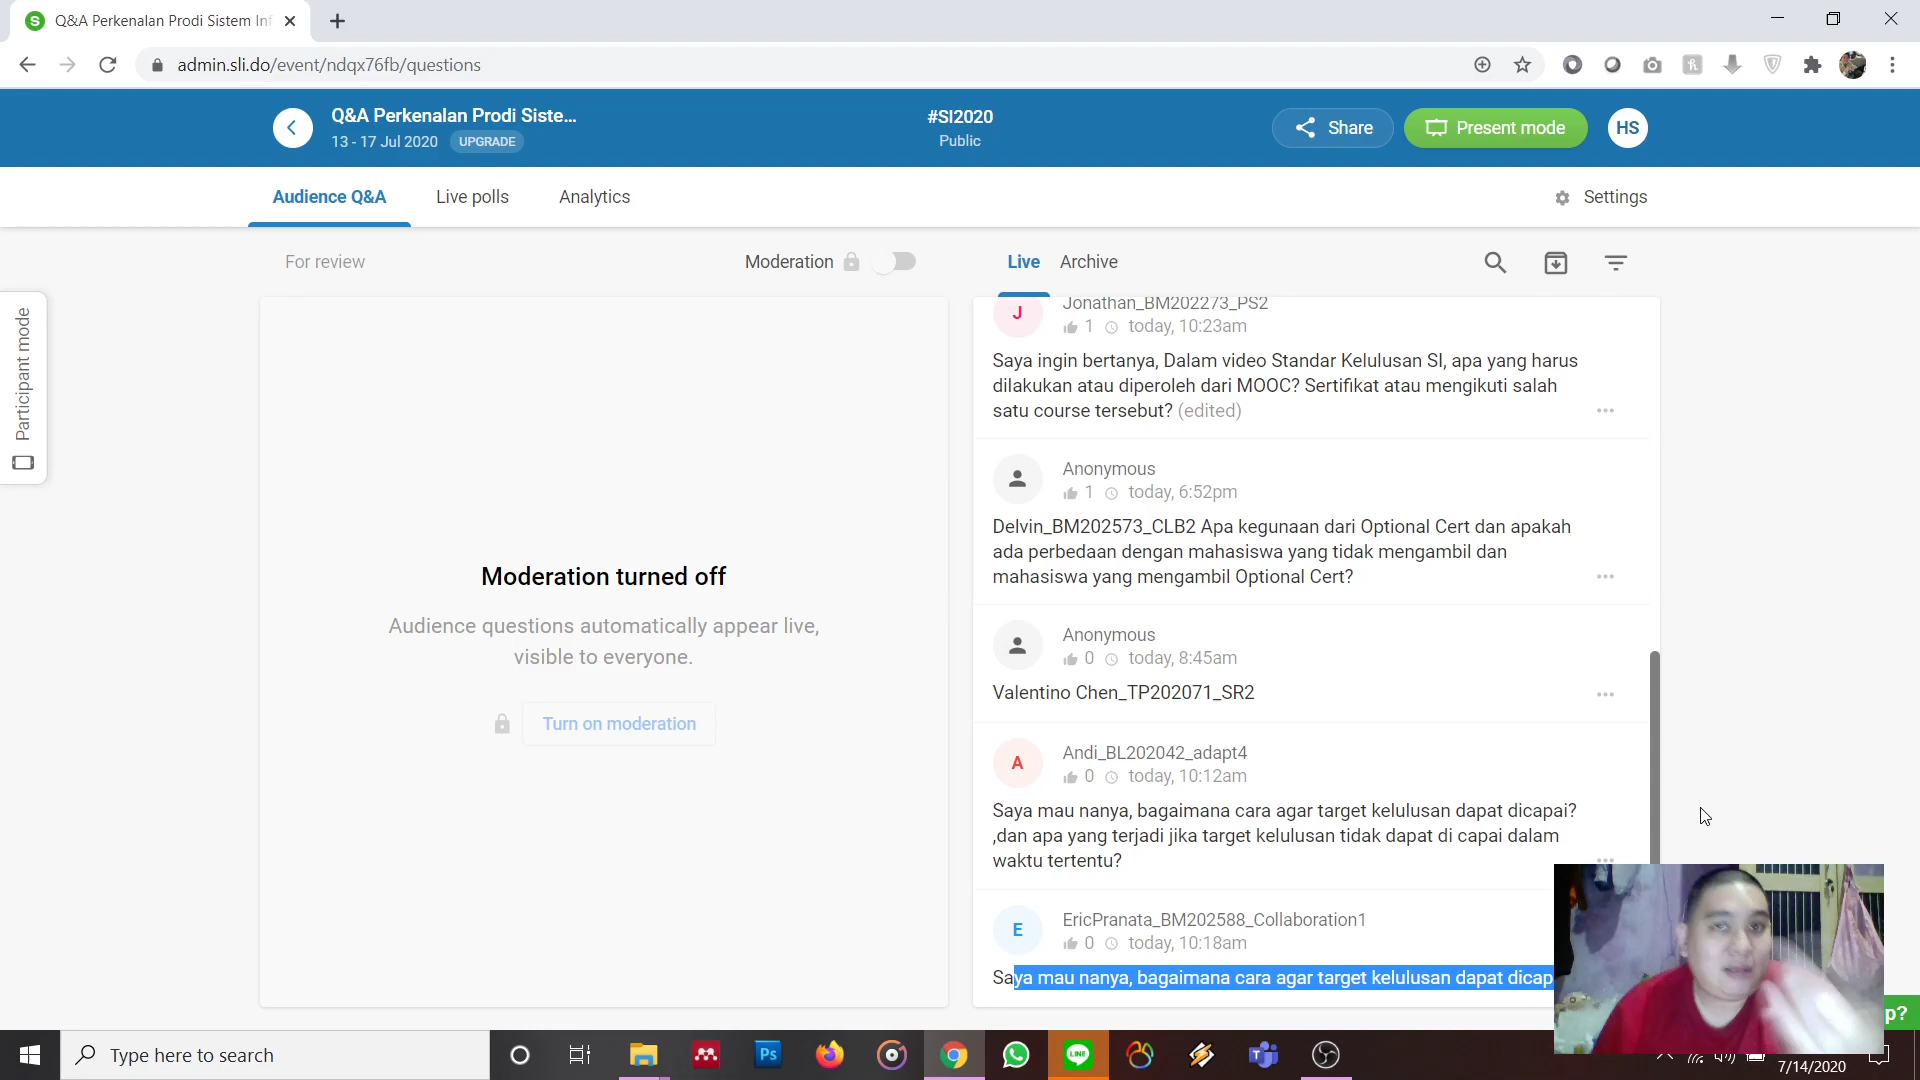 Q&A Perkenalan Prodi Sistem Inf
admin.sli.do/event/ndqx76fb/questions
Q&A Perkenalan Prodi Siste...
13 - 17 Jul 2020 UPGRADE
#SI2020
Public
Share
Present mode
HS
Audience Q&A
Live polls
Analytics
Settings
Participant mode
For review
Moderation
Moderation turned off
Audience questions automatically appear live,
visible to everyone.
Turn on moderation
Live
Archive
J
Jonathan_BM202273_PS2
1 today, 10:23am
Saya ingin bertanya, Dalam video Standar Kelulusan SI, apa yang harus
dilakukan atau diperoleh dari MOOC? Sertifikat atau mengikuti salah
satu course tersebut? (edited)
Anonymous
1 today, 6:52pm
Delvin_BM202573_CLB2 Apa kegunaan dari Optional Cert dan apakah
ada perbedaan dengan mahasiswa yang tidak mengambil dan
mahasiswa yang mengambil Optional Cert?
Anonymous
0 today, 8:45am
Valentino Chen_TP202071_SR2
A
Andi_BL202042_adapt4
0 today, 10:12am
Saya mau nanya, bagaimana cara agar target kelulusan dapat dicapai?
,dan apa yang terjadi jika target kelulusan tidak dapat di capai dalam
waktu tertentu?
E
EricPranata_BM202588_Collaboration1
0 today, 10:18am
Saya mau nanya, bagaimana cara agar target kelulusan dapat dicap
p?
Type here to search
Ps
LINE
7/14/2020